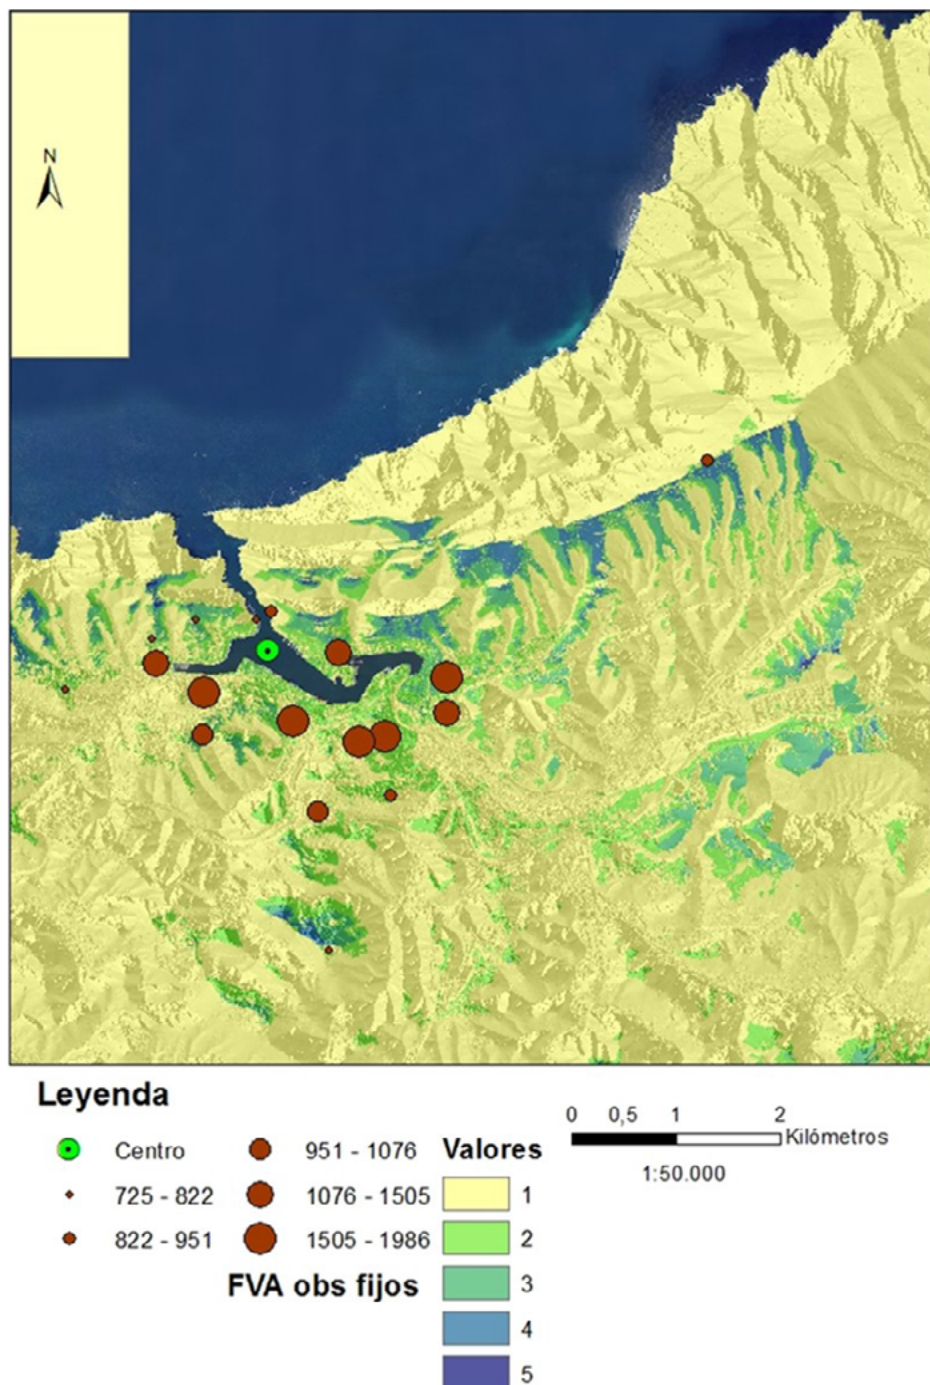 N
Leyenda
Centro
725 - 822
822 - 951
951 - 1076
1076 - 1505
1505 - 1986
FVA obs fijos
Valores
1
2
3
4
5
0 0,5 1 2
Kilómetros
1:50.000